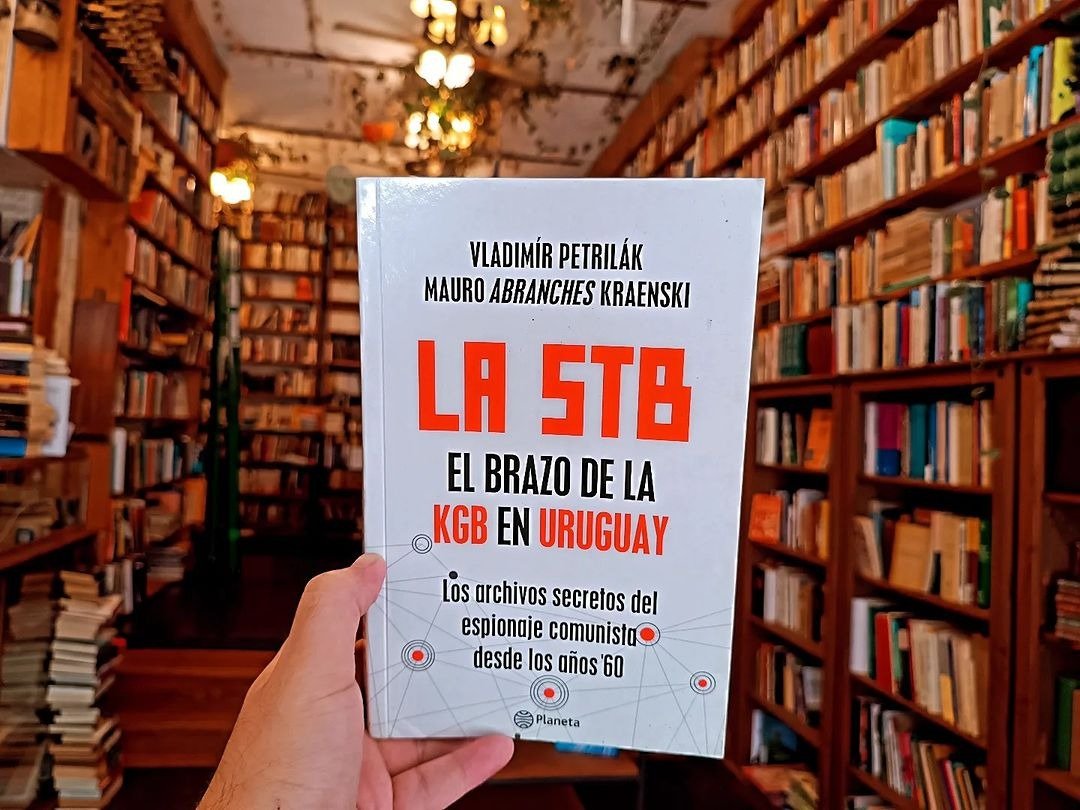 VLADIMÍR PETRILÁK
MAURO ABRANCHES KRAENSKI
LA STB
EL BRAZO DE LA
KGB EN URUGUAY
Los archivos secretos del
espionaje comunista
desde los años '60
Planeta